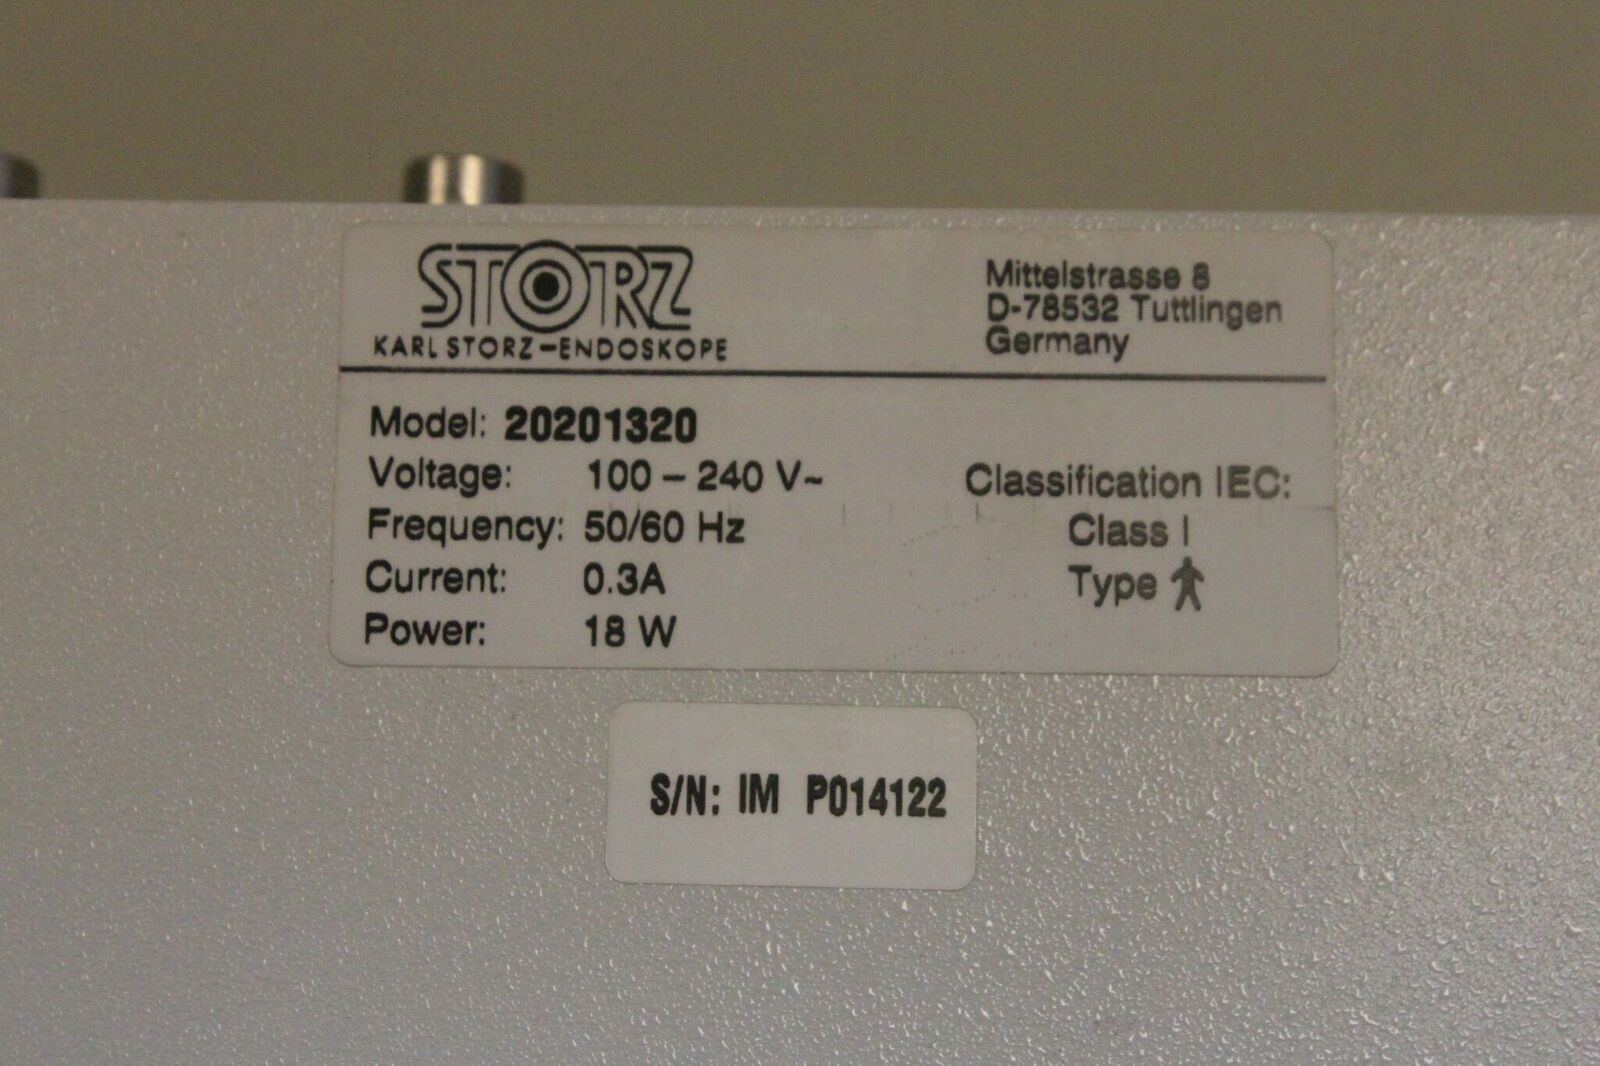 STORZ
KARL STORZ-ENDOSKOPE
Mittelstrasse 8
D-78532 Tuttlingen
Germany
Model: 20201320
Voltage: 100 - 240 V~
Frequency: 50/60 Hz
Current: 0.3A
Power: 18 W
Classification IEC:
Class I
Type
S/N: IM P014122